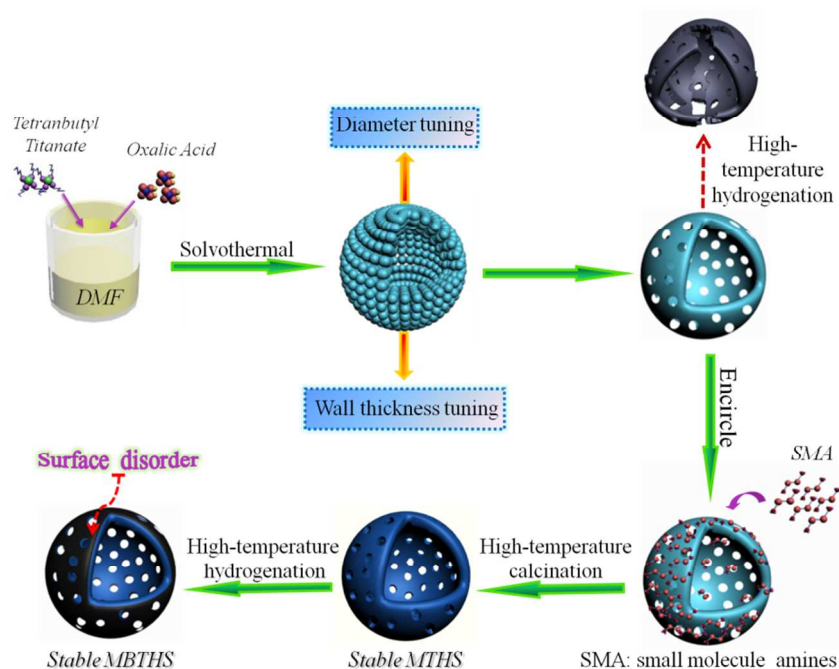 Tetranbutyl
Titanate
Oxalic Acid
DMF
Solvothermal
Diameter tuning
Wall thickness tuning
High-
temperature
hydrogenation
Encircle
SMA
SMA: small molecule amines
High-temperature
calcination
Stable MTHS
High-temperature
hydrogenation
Surface disorder
Stable MBTHS